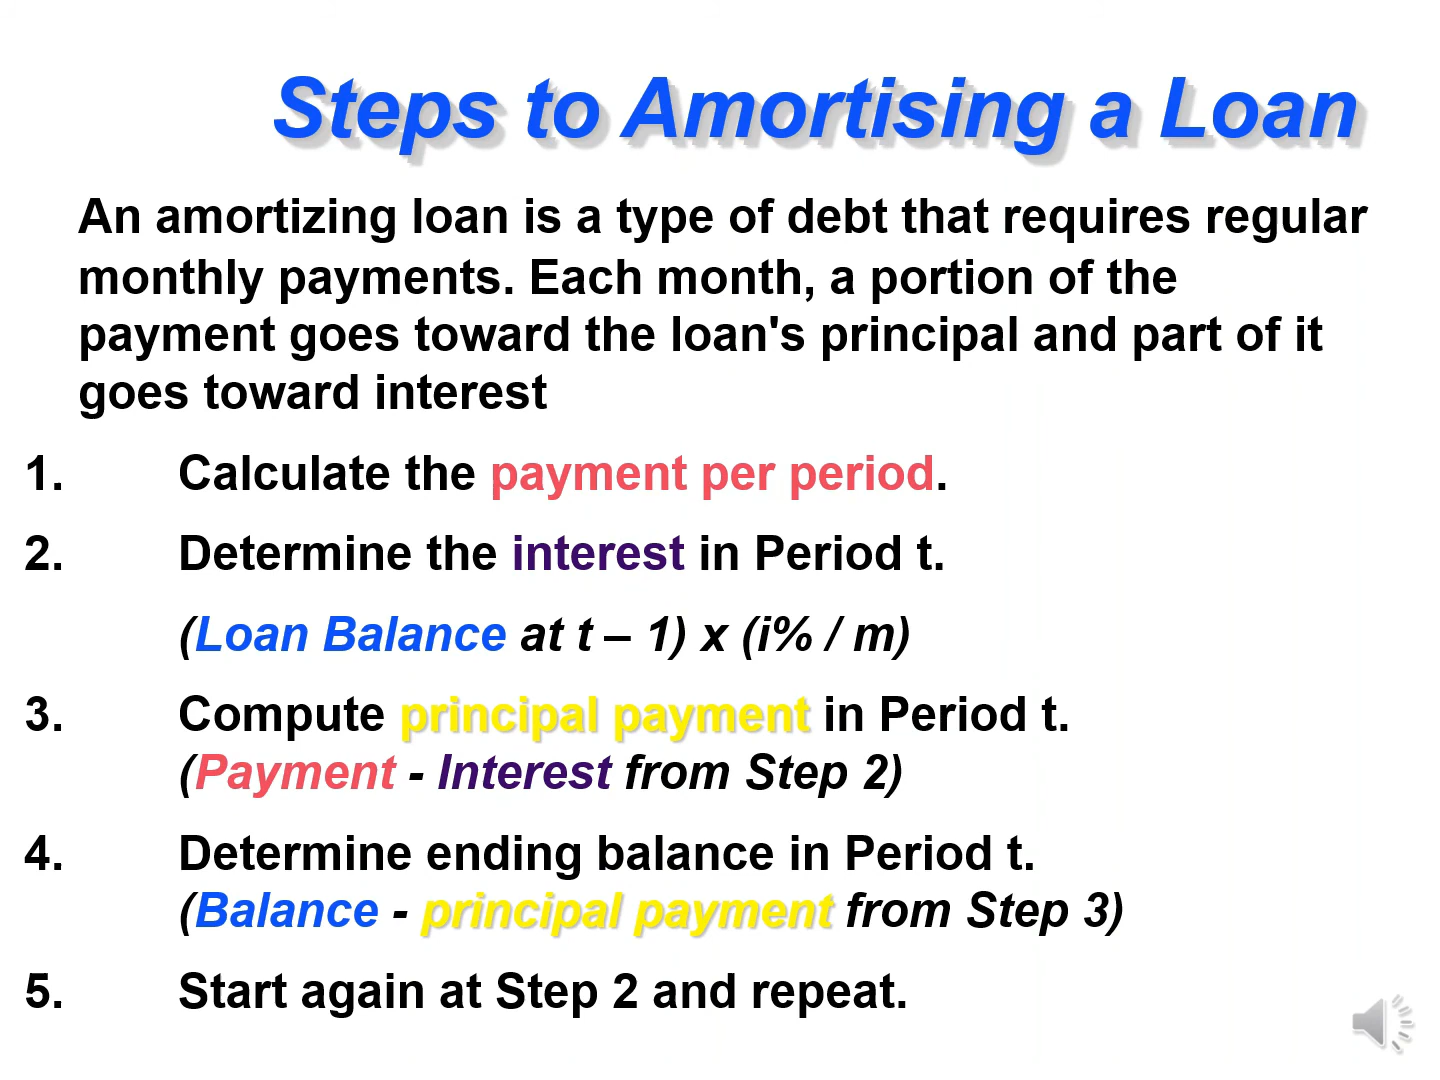 Steps to Amortising a Loan
An amortizing loan is a type of debt that requires regular
monthly payments. Each month, a portion of the
payment goes toward the loan's principal and part of it
goes toward interest
1. Calculate the payment per period.
2. Determine the interest in Period t.
(Loan Balance at t – 1) x (i% / m)
3. Compute principal payment in Period t.
(Payment - Interest from Step 2)
4. Determine ending balance in Period t.
(Balance - principal payment from Step 3)
5. Start again at Step 2 and repeat.